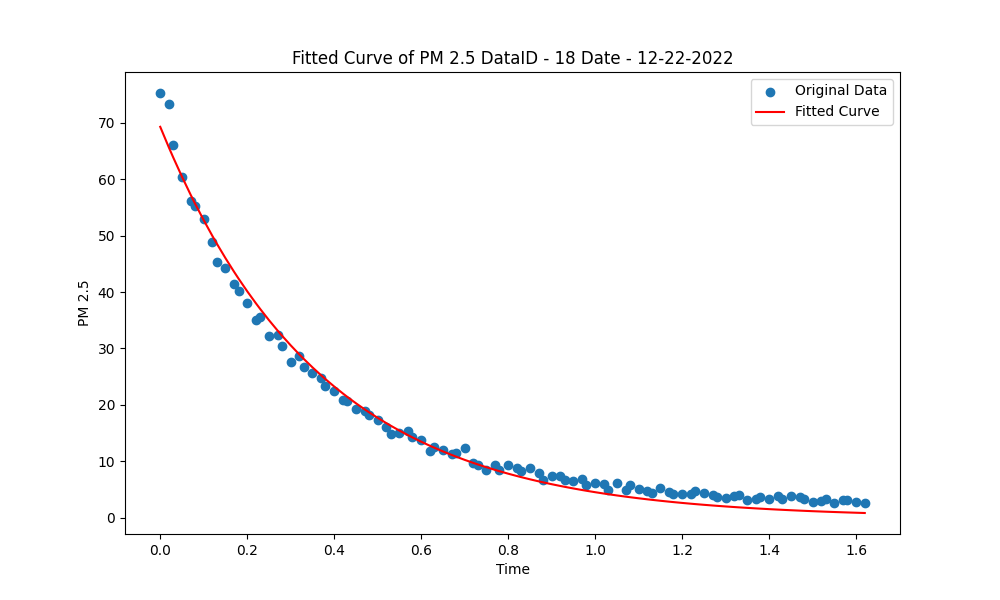 Fitted Curve of PM 2.5 DataID - 18 Date - 12-22-2022
Original Data
Fitted Curve
70
60
50
40
30
20
10
0
PM 2.5
0.0 0.2 0.4 0.6 0.8 1.0 1.2 1.4 1.6
Time